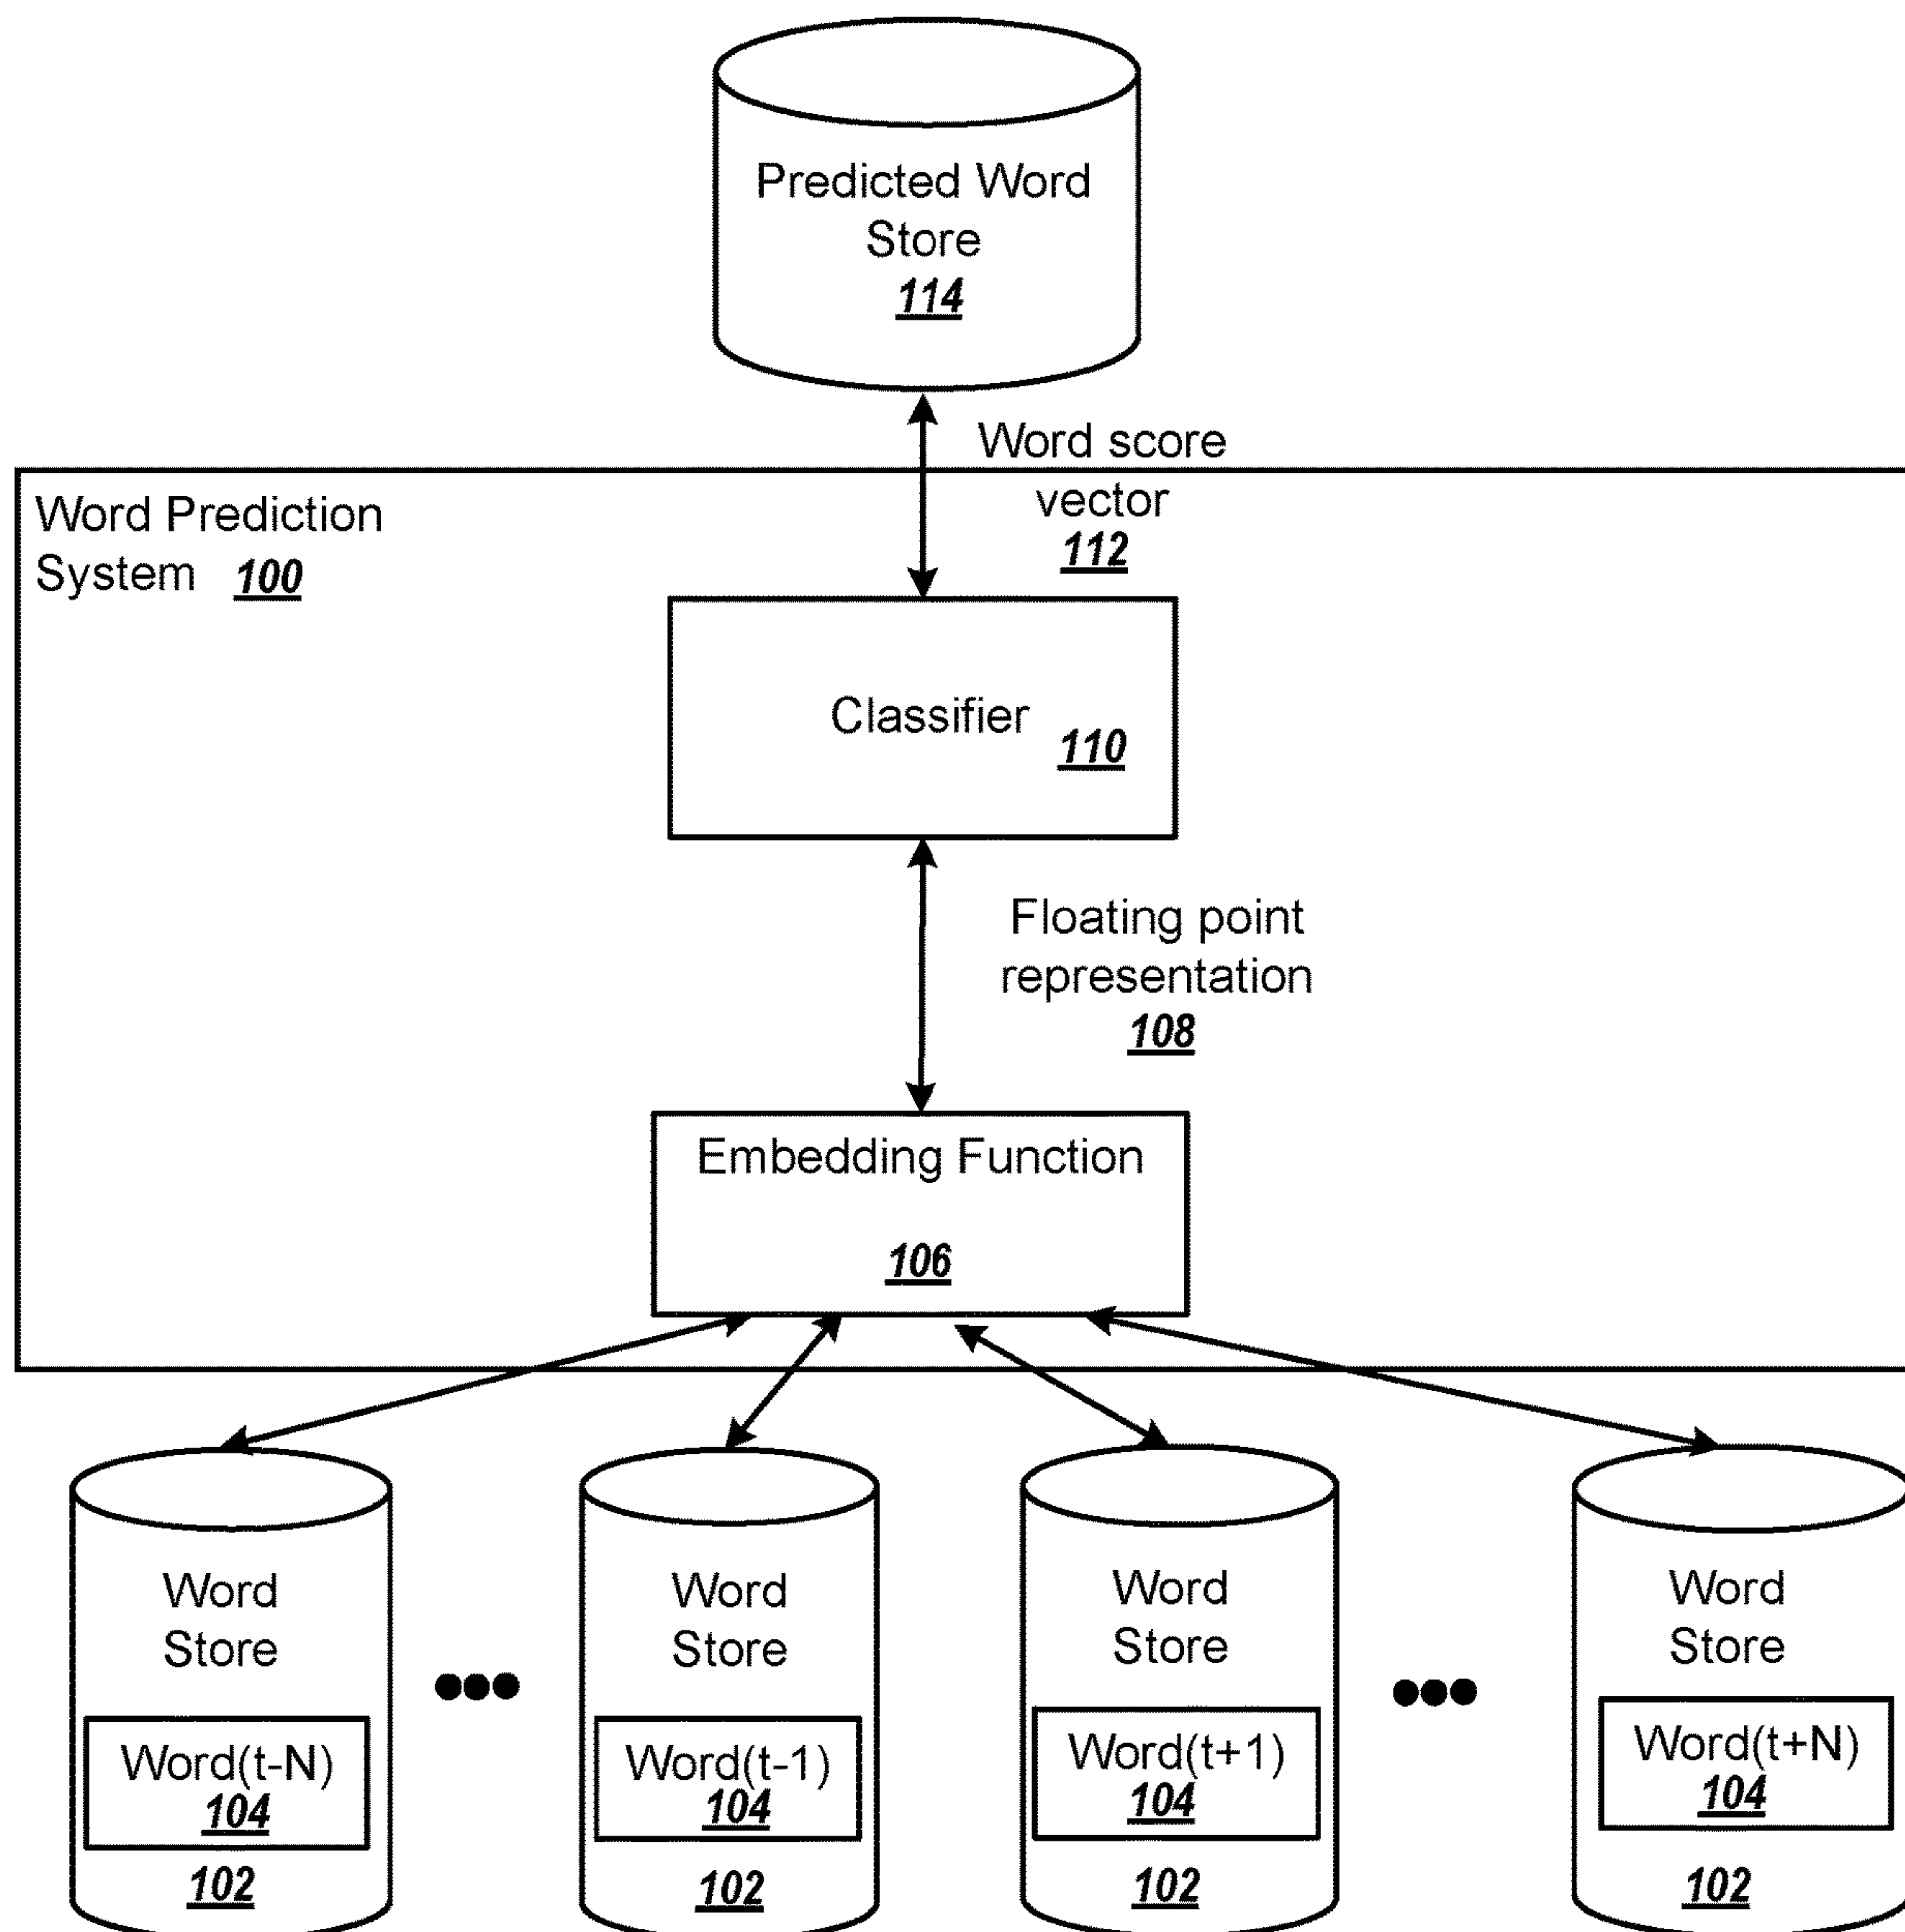 Predicted Word
Store
114
Word score
vector
112
Word Prediction
System 100
Classifier 110
Floating point
representation
108
Embedding Function
106
Word
Store
Word(t-N)
104
102
•••
Word
Store
Word(t-1)
104
102
Word
Store
Word(t+1)
104
102
•••
Word
Store
Word(t+N)
104
102